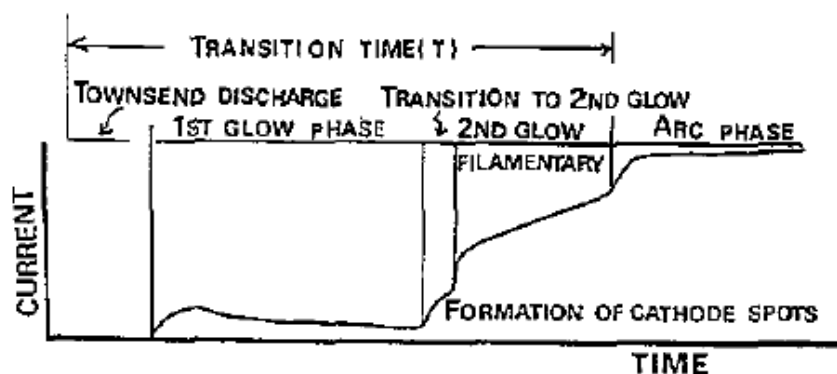 TRANSITION TIME(T)
TOWNSEND DISCHARGE
TRANSITION TO 2ND GLOW
1ST GLOW PHASE
2ND GLOW
ARC PHASE
FILAMENTARY
CURRENT
FORMATION OF CATHODE SPOTS
TIME